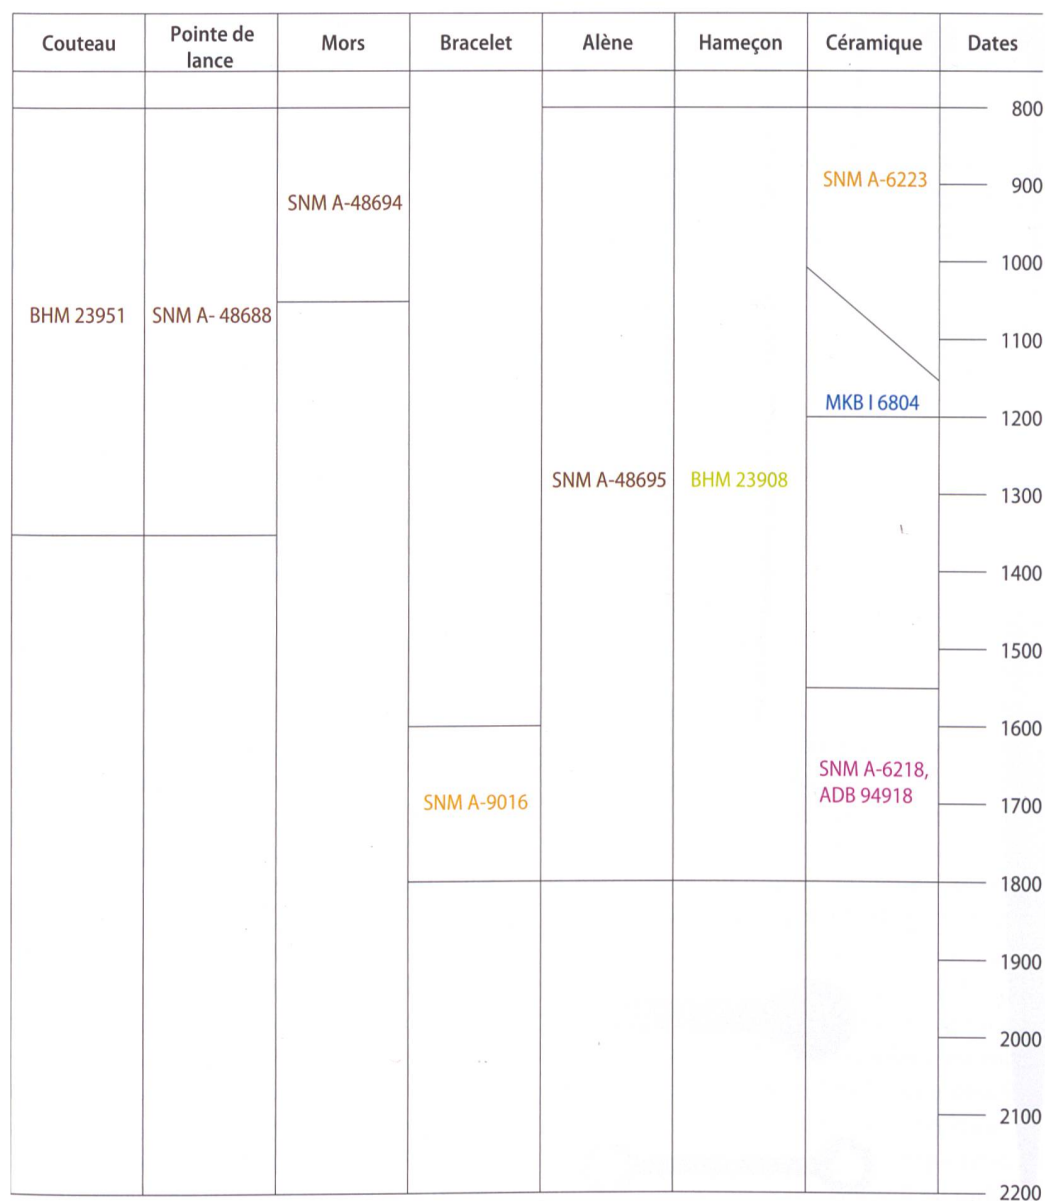 Couteau
Pointe de
lance
Mors
Bracelet
Alène
Hameçon
Céramique
Dates
800
SNM A-6223
900
SNM A-48694
1000
BHM 23951
SNM A- 48688
1100
MKB I 6804
1200
SNM A-48695
BHM 23908
1300
1400
1500
1600
SNM A-6218,
ADB 94918
SNM A-9016
1700
1800
1900
2000
2100
2200